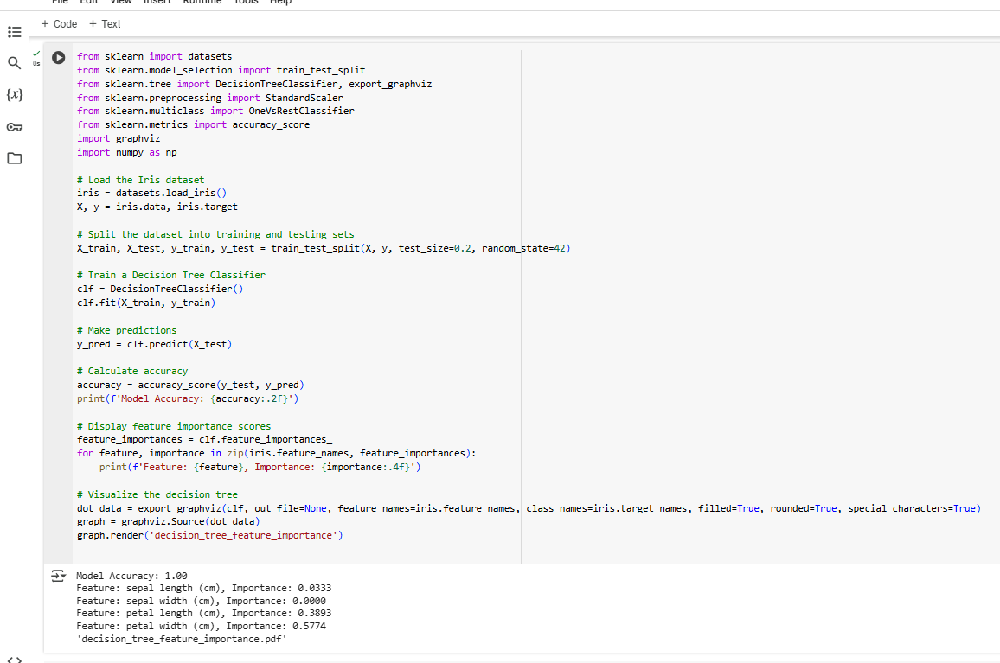 File Edit View Insert Runtime Tools Help
+ Code + Text
0s
{x}
from sklearn import datasets
from sklearn.model_selection import train_test_split
from sklearn.tree import DecisionTreeClassifier, export_graphviz
from sklearn.preprocessing import StandardScaler
from sklearn.multiclass import OneVsRestClassifier
from sklearn.metrics import accuracy_score
import graphviz
import numpy as np

# Load the Iris dataset
iris = datasets.load_iris()
X, y = iris.data, iris.target

# Split the dataset into training and testing sets
X_train, X_test, y_train, y_test = train_test_split(X, y, test_size=0.2, random_state=42)

# Train a Decision Tree Classifier
clf = DecisionTreeClassifier()
clf.fit(X_train, y_train)

# Make predictions
y_pred = clf.predict(X_test)

# Calculate accuracy
accuracy = accuracy_score(y_test, y_pred)
print(f'Model Accuracy: {accuracy:.2f}')

# Display feature importance scores
feature_importances = clf.feature_importances_
for feature, importance in zip(iris.feature_names, feature_importances):
    print(f'Feature: {feature}, Importance: {importance:.4f}')

# Visualize the decision tree
dot_data = export_graphviz(clf, out_file=None, feature_names=iris.feature_names, class_names=iris.target_names, filled=True, rounded=True, special_characters=True)
graph = graphviz.Source(dot_data)
graph.render('decision_tree_feature_importance')

Model Accuracy: 1.00
Feature: sepal length (cm), Importance: 0.0333
Feature: sepal width (cm), Importance: 0.0000
Feature: petal length (cm), Importance: 0.3893
Feature: petal width (cm), Importance: 0.5774
'decision_tree_feature_importance.pdf'